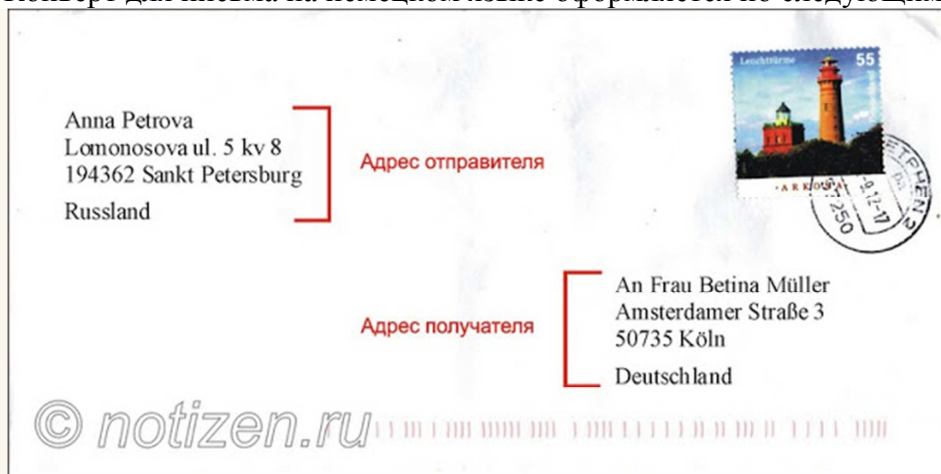 Anna Petrova
Lomonosova ul. 5 kv 8
194362 Sankt Petersburg
Russland
Адрес отправителя
Leuchttürme 55
ARKONA
An Frau Betina Müller
Amsterdamer Straße 3
50735 Köln
Deutschland
Адрес получателя
© notizen.ru